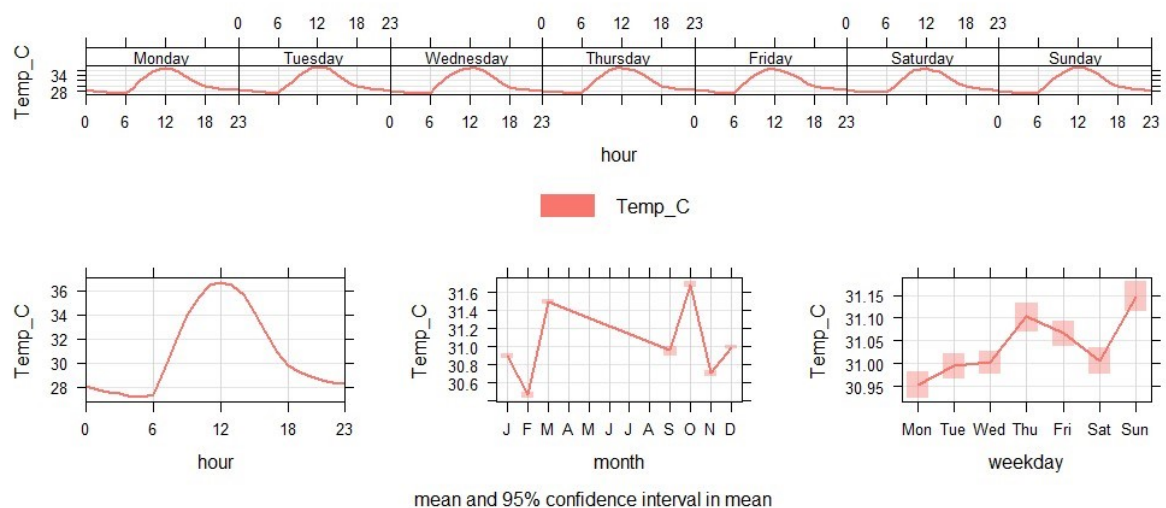 0 6 12 18 23 0 6 12 18 23 0 6 12 18 23
Temp_C
Monday Tuesday Wednesday Thursday Friday Saturday Sunday
34
28
0 6 12 18 23 0 6 12 18 23 0 6 12 18 23 0 6 12 18 23
hour
Temp_C
Temp_C
36
34
32
30
28
0 6 12 18 23
hour
Temp_C
31.6
31.4
31.2
31.0
30.8
30.6
J F M A M J J A S O N D
month
Temp_C
31.15
31.10
31.05
31.00
30.95
Mon Tue Wed Thu Fri Sat Sun
weekday
mean and 95% confidence interval in mean